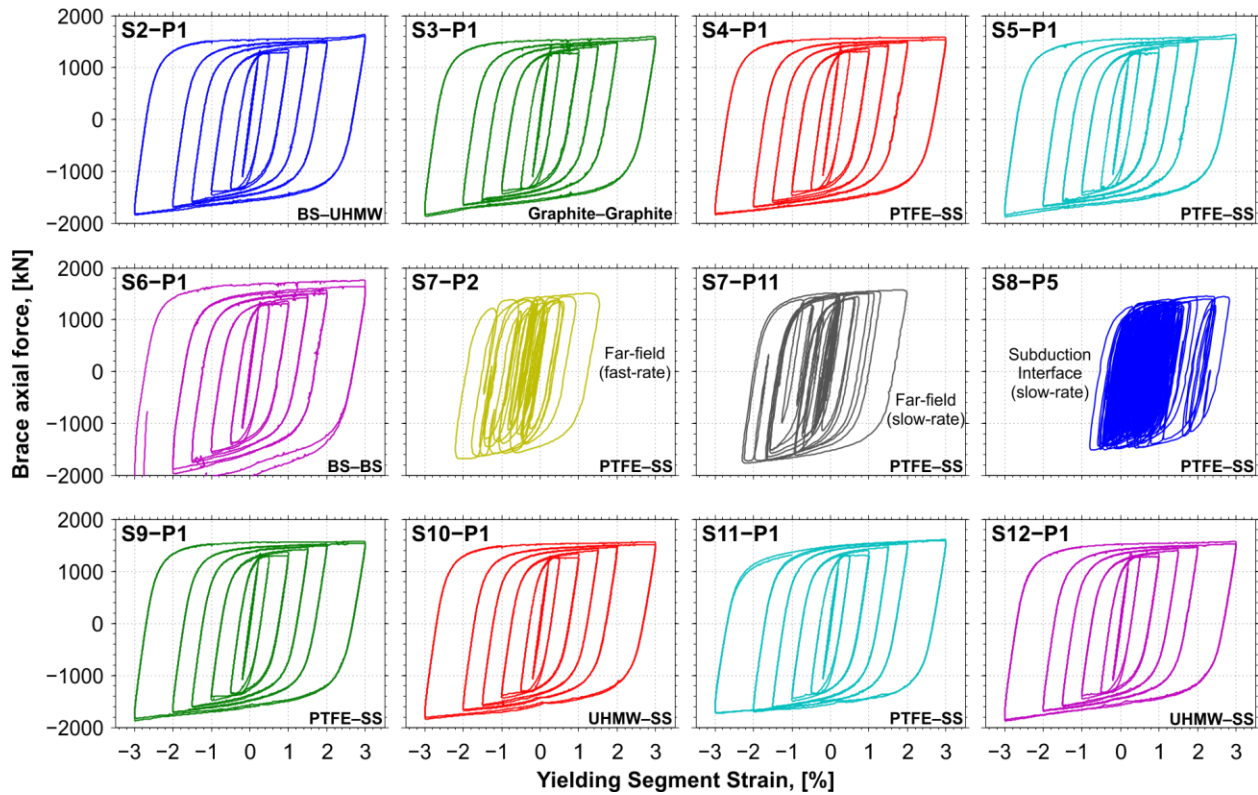 S2−P1
S3−P1
S4−P1
S5−P1
2000
1000
0
−1000
−2000
BS−UHMW
Graphite−Graphite
PTFE−SS
PTFE−SS
Brace axial force, [kN]
S6−P1
S7−P2
S7−P11
S8−P5
2000
1000
0
−1000
−2000
Far-field
(fast-rate)
Far-field
(slow-rate)
Subduction
Interface
(slow-rate)
BS−BS
PTFE−SS
PTFE−SS
PTFE−SS
S9−P1
S10−P1
S11−P1
S12−P1
2000
1000
0
−1000
−2000
PTFE−SS
UHMW−SS
PTFE−SS
UHMW−SS
−3 −2 −1 0 1 2 3
−3 −2 −1 0 1 2 3
−3 −2 −1 0 1 2 3
−3 −2 −1 0 1 2 3
Yielding Segment Strain, [%]